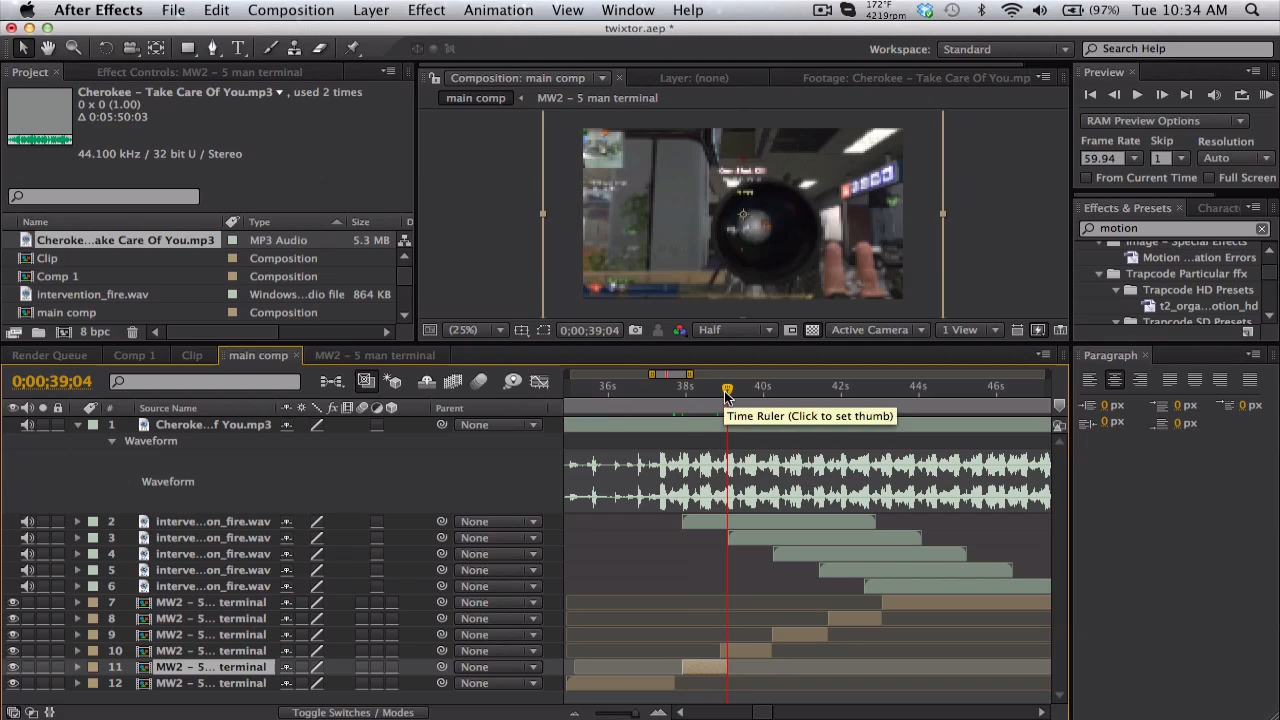 After Effects File Edit Composition Layer Effect Animation View Window Help 172°F 4219rpm (97%) Tue 10:34 AM
twixtor.aep *
Workspace: Standard Search Help
Project Effect Controls: MW2 - 5 man terminal
Composition: main comp Layer: (none) Footage: Cherokee - Take Care Of You.mp
Preview
Cherokee - Take Care Of You.mp3 , used 2 times
0 x 0 (1.00)
Δ 0:05:50:03
44.100 kHz / 32 bit U / Stereo
main comp MW2 - 5 man terminal
RAM Preview Options
Frame Rate Skip Resolution
59.94 1 Auto
From Current Time Full Screen
Effects & Presets Charact
motion
Image - Special Effects
Motion ...ation Errors
Trapcode Particular ffx
Trapcode HD Presets
t2_orga...otion_hd
Trapcode SD Presets
Name Type Size D
Cheroke...ake Care Of You.mp3 MP3 Audio 5.3 MB
Clip Composition
Comp 1 Composition
intervention_fire.wav Windows...dio file 864 KB
main comp Composition
8 bpc
(25%) 0;00;39;04 Half Active Camera 1 View
Render Queue Comp 1 Clip main comp MW2 - 5 man terminal
Paragraph
0;00;39;04
36s 38s 40s 42s 44s 46s
# Source Name Parent
Time Ruler (Click to set thumb)
0 px 0 px 0 px
0 px 0 px
1 Cheroke...f You.mp3 None
Waveform
Waveform
2 interve...on_fire.wav None
3 interve...on_fire.wav None
4 interve...on_fire.wav None
5 interve...on_fire.wav None
6 interve...on_fire.wav None
7 MW2 - 5... terminal None
8 MW2 - 5... terminal None
9 MW2 - 5... terminal None
10 MW2 - 5... terminal None
11 MW2 - 5... terminal None
12 MW2 - 5... terminal None
Toggle Switches / Modes